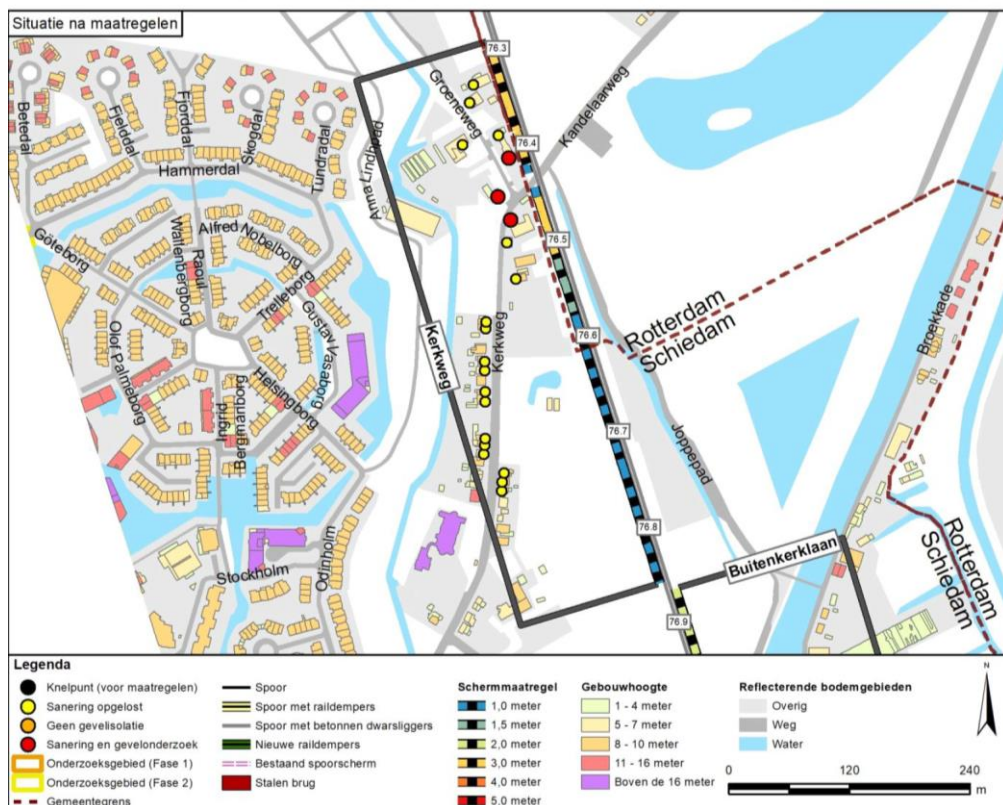 Situatie na maatregelen
76.3
Groeneweg
Kandelaarweg
76.4
Betedal
Fjelddal
Fjorddal
Skogdal
Tundradal
Hammerdal
Anna Lindhpad
Göteborg
Alfred Nobelborg
Raoul
Wallenbergborg
Trelleborg
Gustav Vasaborg
76.5
76.6
Rotterdam
Schiedam
Broekkade
Olof Palmeborg
Helsingborg
Ingrid
Bergmanborg
Kerkweg
Kerkweg
76.7
Joppepad
76.8
Buitenkerklaan
Rotterdam
Schiedam
Stockholm
Odinholm
76.9
Legenda
Knelpunt (voor maatregelen)
Sanering opgelost
Geen gevelisolatie
Sanering en gevelonderzoek
Onderzoeksgebied (Fase 1)
Onderzoeksgebied (Fase 2)
Gemeentegrens
Spoor
Spoor met raildempers
Spoor met betonnen dwarsliggers
Nieuwe raildempers
Bestaand spoorscherm
Stalen brug
Schermmaatregel
1,0 meter
1,5 meter
2,0 meter
3,0 meter
4,0 meter
5,0 meter
Gebouwhoogte
1 - 4 meter
5 - 7 meter
8 - 10 meter
11 - 16 meter
Boven de 16 meter
Reflecterende bodemgebieden
Overig
Weg
Water
N
0 120 240
m